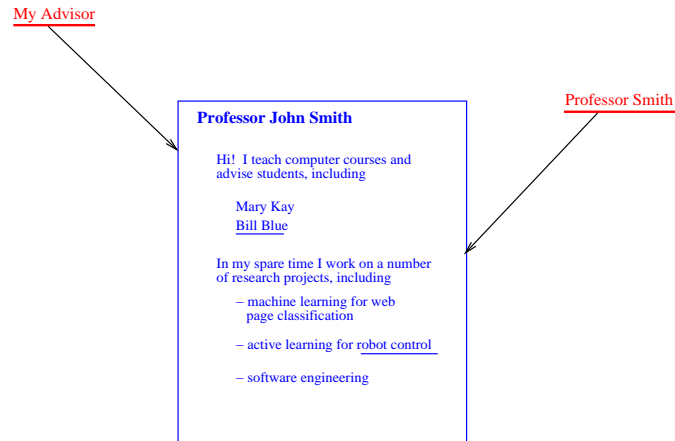 My Advisor
Professor Smith
Professor John Smith
Hi! I teach computer courses and
advise students, including
Mary Kay
Bill Blue
In my spare time I work on a number
of research projects, including
– machine learning for web
page classification
– active learning for robot control
– software engineering